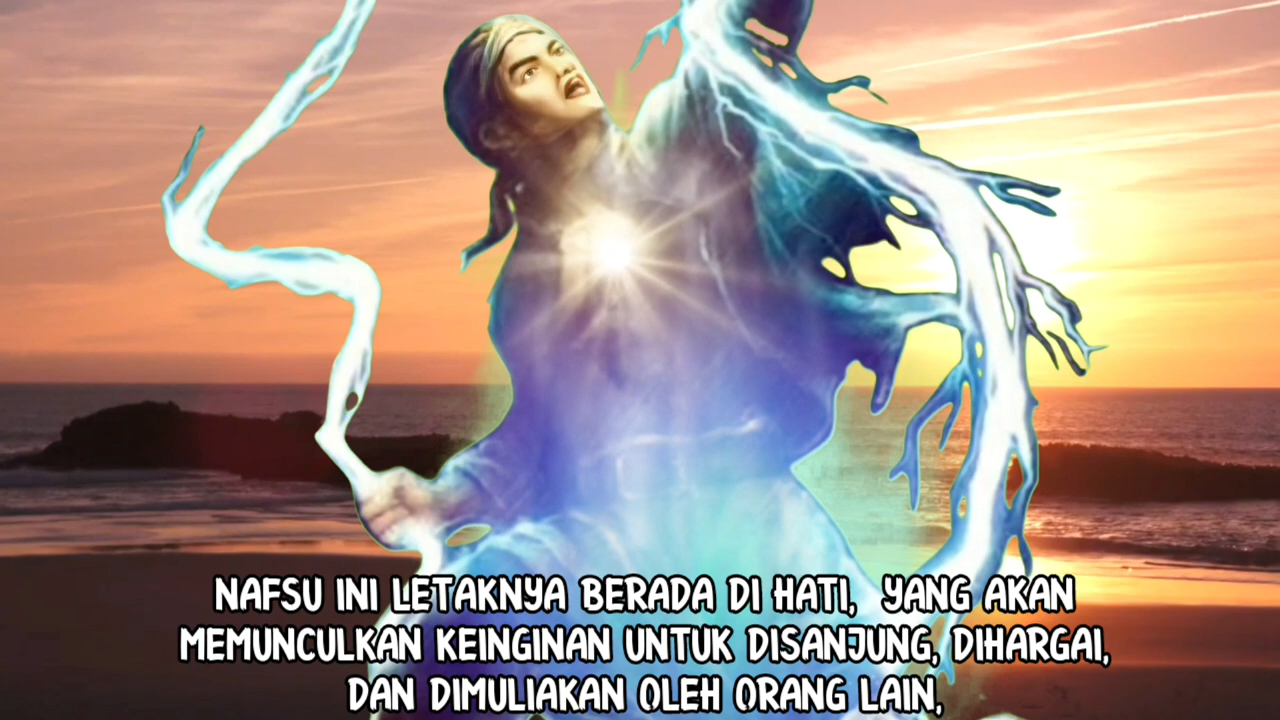 NAFSU INI LETAKNYA BERADA DI HATI, YANG AKAN
MEMUNCULKAN KEINGINAN UNTUK DISANJUNG, DIHARGAI,
DAN DIMULIAKAN OLEH ORANG LAIN,